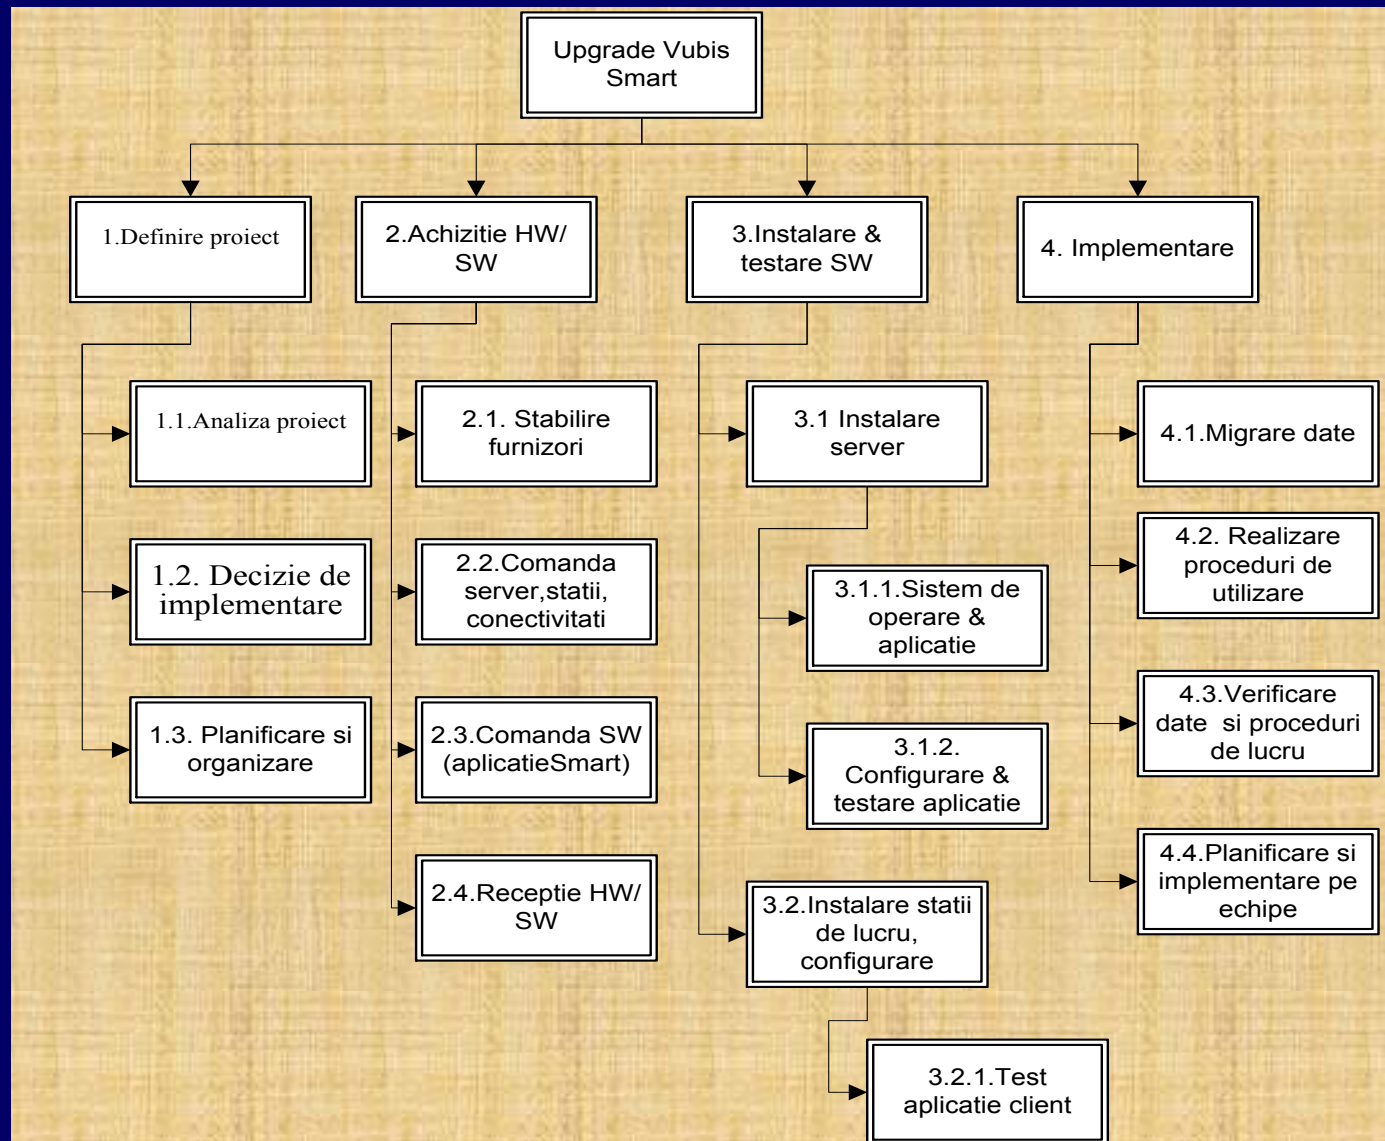 Upgrade Vubis
Smart
1.Definire proiect
2.Achizitie HW/
SW
3.Instalare &
testare SW
4. Implementare
1.1.Analiza proiect
1.2. Decizie de
implementare
1.3. Planificare si
organizare
2.1. Stabilire
furnizori
2.2.Comanda
server,statii,
conectivitati
2.3.Comanda SW
(aplicatieSmart)
2.4.Receptie HW/
SW
3.1 Instalare
server
3.1.1.Sistem de
operare &
aplicatie
3.1.2.
Configurare &
testare aplicatie
3.2.Instalare statii
de lucru,
configurare
3.2.1.Test
aplicatie client
4.1.Migrare date
4.2. Realizare
proceduri de
utilizare
4.3.Verificare
date  si proceduri
de lucru
4.4.Planificare si
implementare pe
echipe